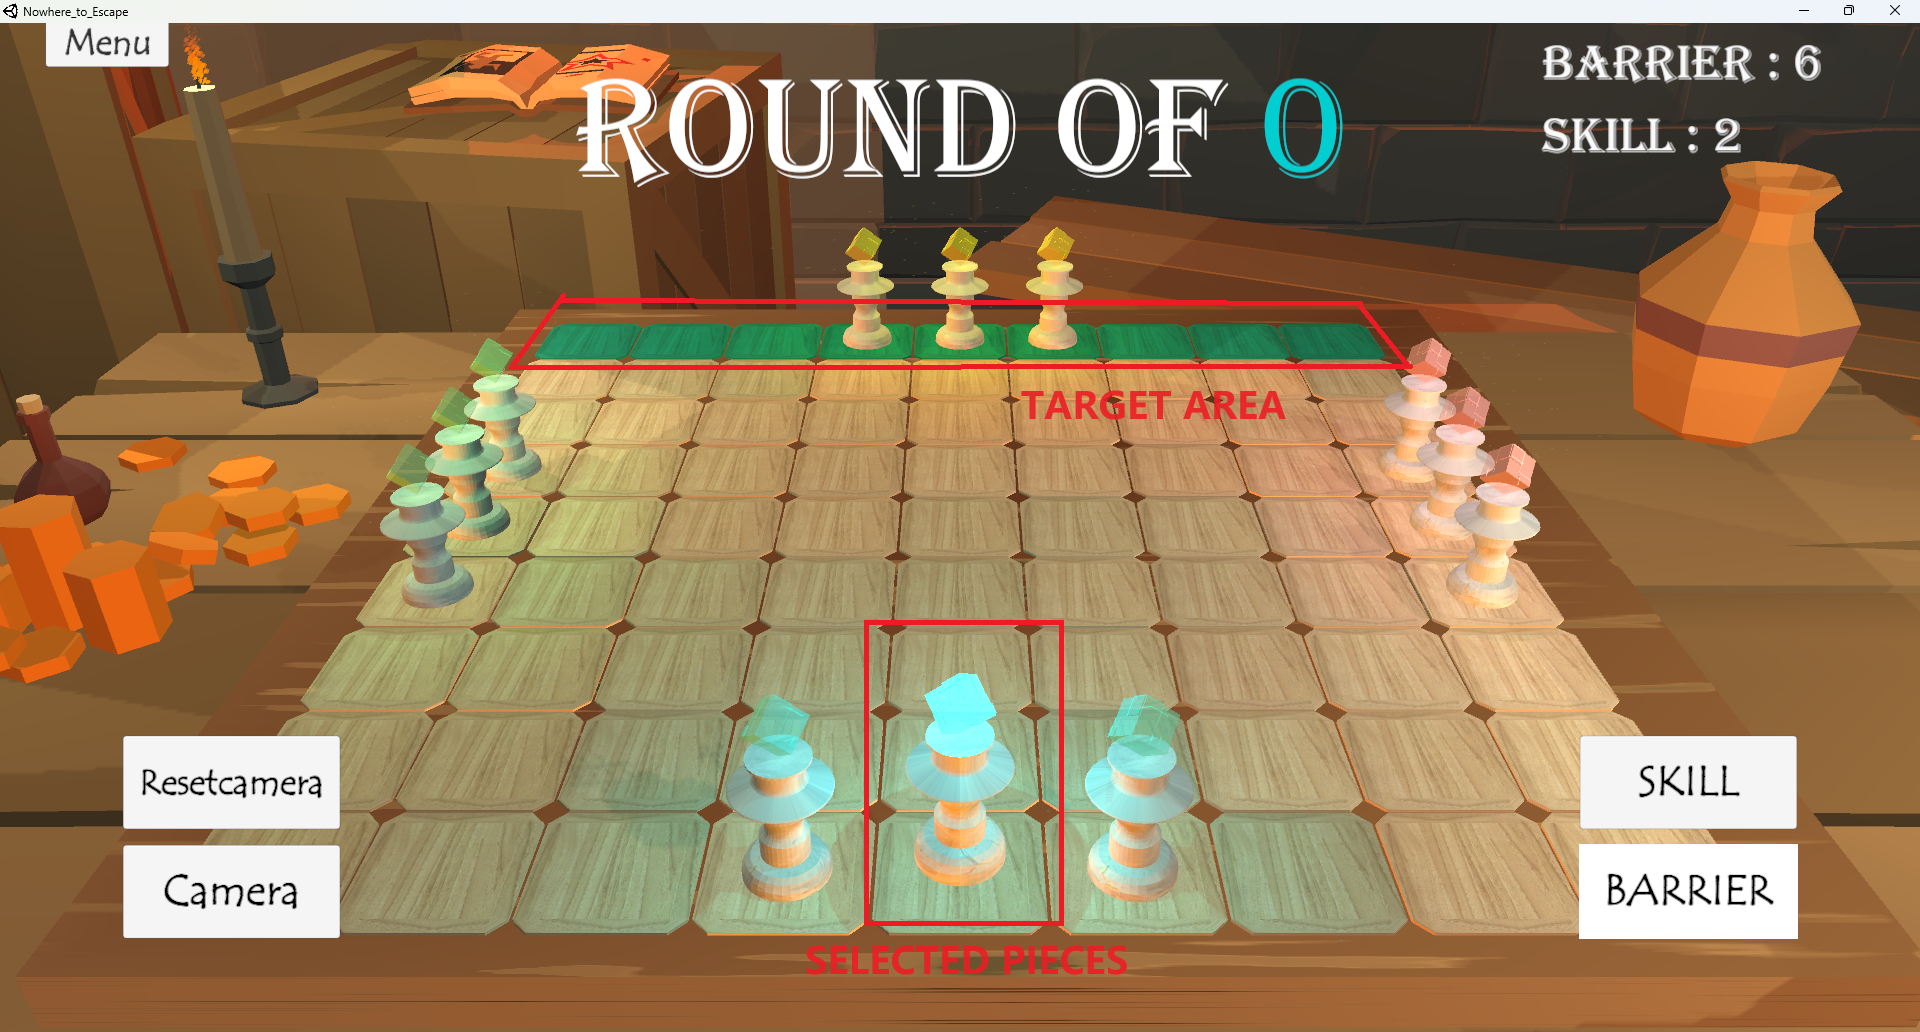 Nowhere_to_Escape
Menu
ROUND OF 0
BARRIER : 6
SKILL : 2
TARGET AREA
Resetcamera
Camera
SKILL
BARRIER
SELECTED PIECES